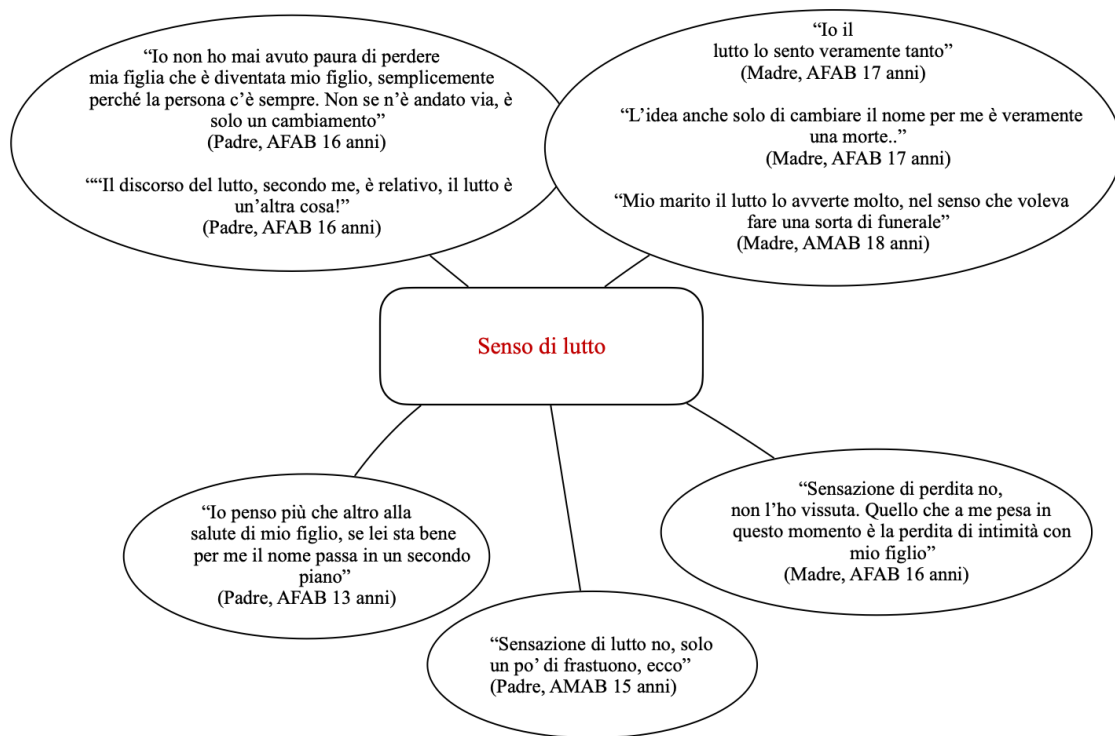 “Io non ho mai avuto paura di perdere
mia figlia che è diventata mio figlio, semplicemente
perché la persona c’è sempre. Non se n’è andato via, è
solo un cambiamento”
(Padre, AFAB 16 anni)
““Il discorso del lutto, secondo me, è relativo, il lutto è
un’altra cosa!”
(Padre, AFAB 16 anni)
“Io il
lutto lo sento veramente tanto”
(Madre, AFAB 17 anni)
“L’idea anche solo di cambiare il nome per me è veramente
una morte..”
(Madre, AFAB 17 anni)
“Mio marito il lutto lo avverte molto, nel senso che voleva
fare una sorta di funerale”
(Madre, AMAB 18 anni)
Senso di lutto
“Io penso più che altro alla
salute di mio figlio, se lei sta bene
per me il nome passa in un secondo
piano”
(Padre, AFAB 13 anni)
“Sensazione di lutto no, solo
un po’ di frastuono, ecco”
(Padre, AMAB 15 anni)
“Sensazione di perdita no,
non l’ho vissuta. Quello che a me pesa in
questo momento è la perdita di intimità con
mio figlio”
(Madre, AFAB 16 anni)